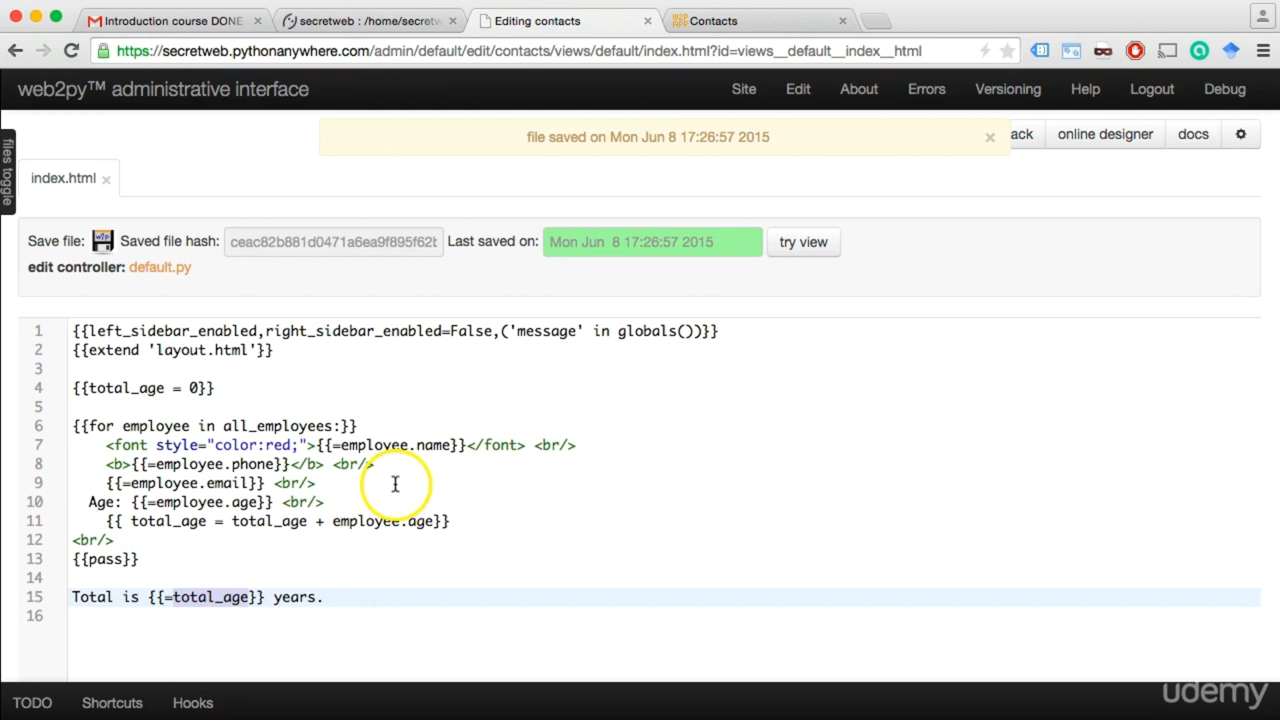 Introduction course DONE
secretweb : /home/secretw
Editing contacts
Contacts
https://secretweb.pythonanywhere.com/admin/default/edit/contacts/views/default/index.html?id=views__default__index__html
web2py™ administrative interface
Site Edit About Errors Versioning Help Logout Debug
file saved on Mon Jun 8 17:26:57 2015 ×
ack online designer docs
files toggle
index.html
Save file: Saved file hash: ceac82b881d0471a6ea9f895f62t Last saved on: Mon Jun 8 17:26:57 2015 try view
edit controller: default.py
1 {{left_sidebar_enabled,right_sidebar_enabled=False,('message' in globals())}}
2 {{extend 'layout.html'}}
3
4 {{total_age = 0}}
5
6 {{for employee in all_employees:}}
7 <font style="color:red;">{{=employee.name}}</font> <br/>
8 <b>{{=employee.phone}}</b> <br/>
9 {{=employee.email}} <br/>
10 Age: {{=employee.age}} <br/>
11 {{ total_age = total_age + employee.age}}
12 <br/>
13 {{pass}}
14
15 Total is {{=total_age}} years.
16
TODO Shortcuts Hooks
udemy